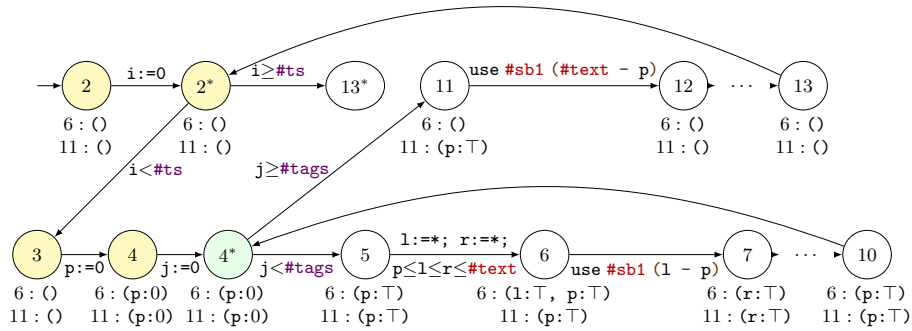 i:=0 i≥#ts use #sb1 (#text - p)
2 2* 13* 11 12 ... 13
6 : () 6 : () 6 : () 6 : () 6 : ()
11 : () 11 : () 11 : (p:⊤) 11 : () 11 : ()
i<#ts j≥#tags
l:=*; r:=*;
3 4 4* 5 6 7 ... 10
p:=0 j:=0 j<#tags p≤l≤r≤#text use #sb1 (l - p)
6 : () 6 : (p:0) 6 : (p:0) 6 : (p:⊤) 6 : (l:⊤, p:⊤) 6 : (r:⊤) 6 : (p:⊤)
11 : () 11 : (p:0) 11 : (p:0) 11 : (p:⊤) 11 : (p:⊤) 11 : (r:⊤) 11 : (p:⊤)